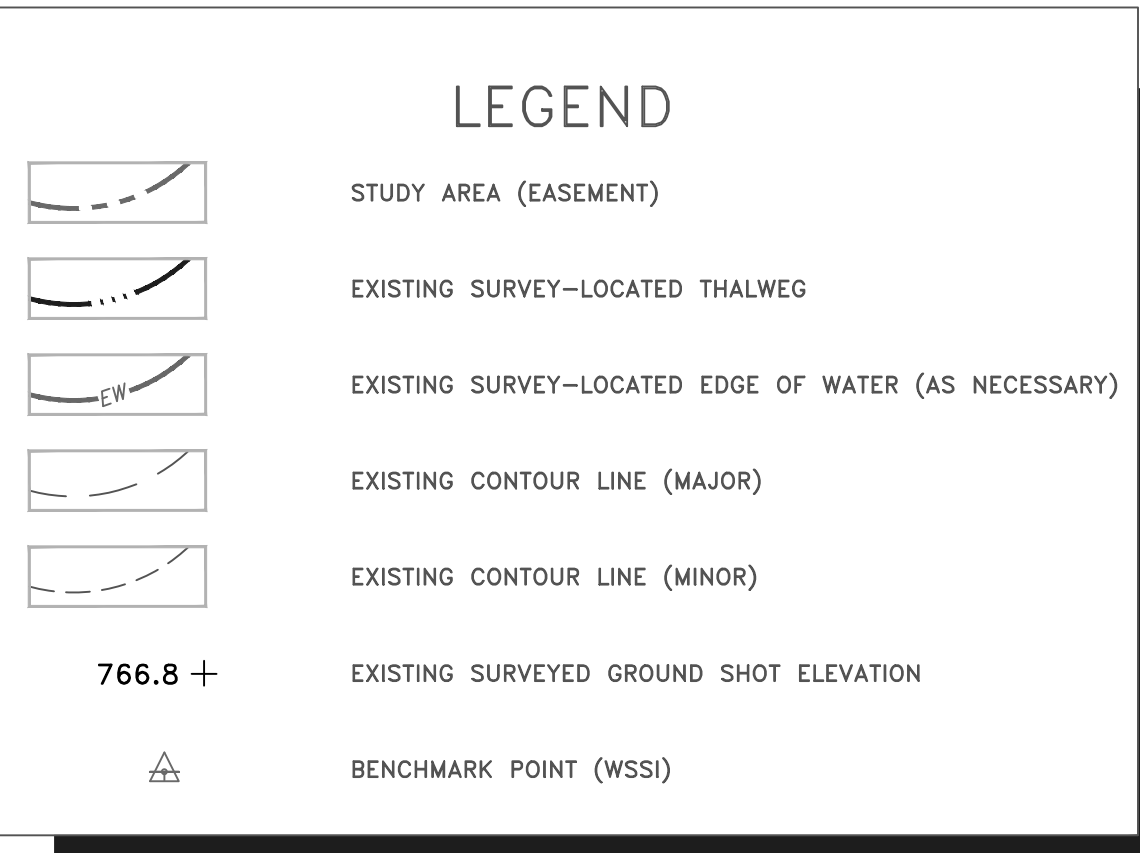 LEGEND
STUDY AREA (EASEMENT)
EXISTING SURVEY-LOCATED THALWEG
EW EXISTING SURVEY-LOCATED EDGE OF WATER (AS NECESSARY)
EXISTING CONTOUR LINE (MAJOR)
EXISTING CONTOUR LINE (MINOR)
766.8 + EXISTING SURVEYED GROUND SHOT ELEVATION
BENCHMARK POINT (WSSI)